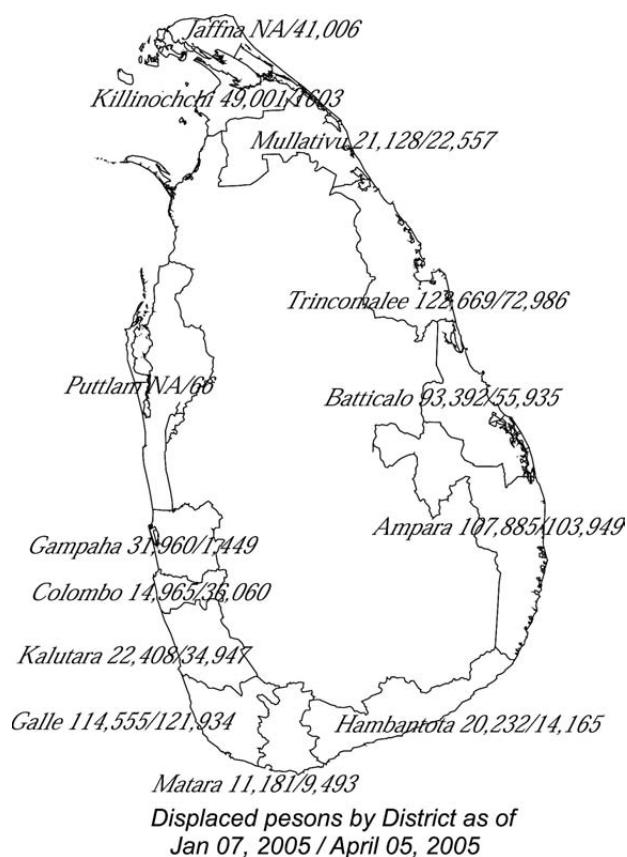 Jaffna NA/41,006
Killinochchi 49,001/1603
Mullativu 21,128/22,557
Trincomalee 122,669/72,986
Puttlam NA/66
Batticalo 93,392/55,935
Ampara 107,885/103,949
Gampaha 31,960/1,449
Colombo 14,965/36,060
Kalutara 22,408/34,947
Galle 114,555/121,934
Hambantota 20,232/14,165
Matara 11,181/9,493
Displaced pesons by District as of
Jan 07, 2005 / April 05, 2005